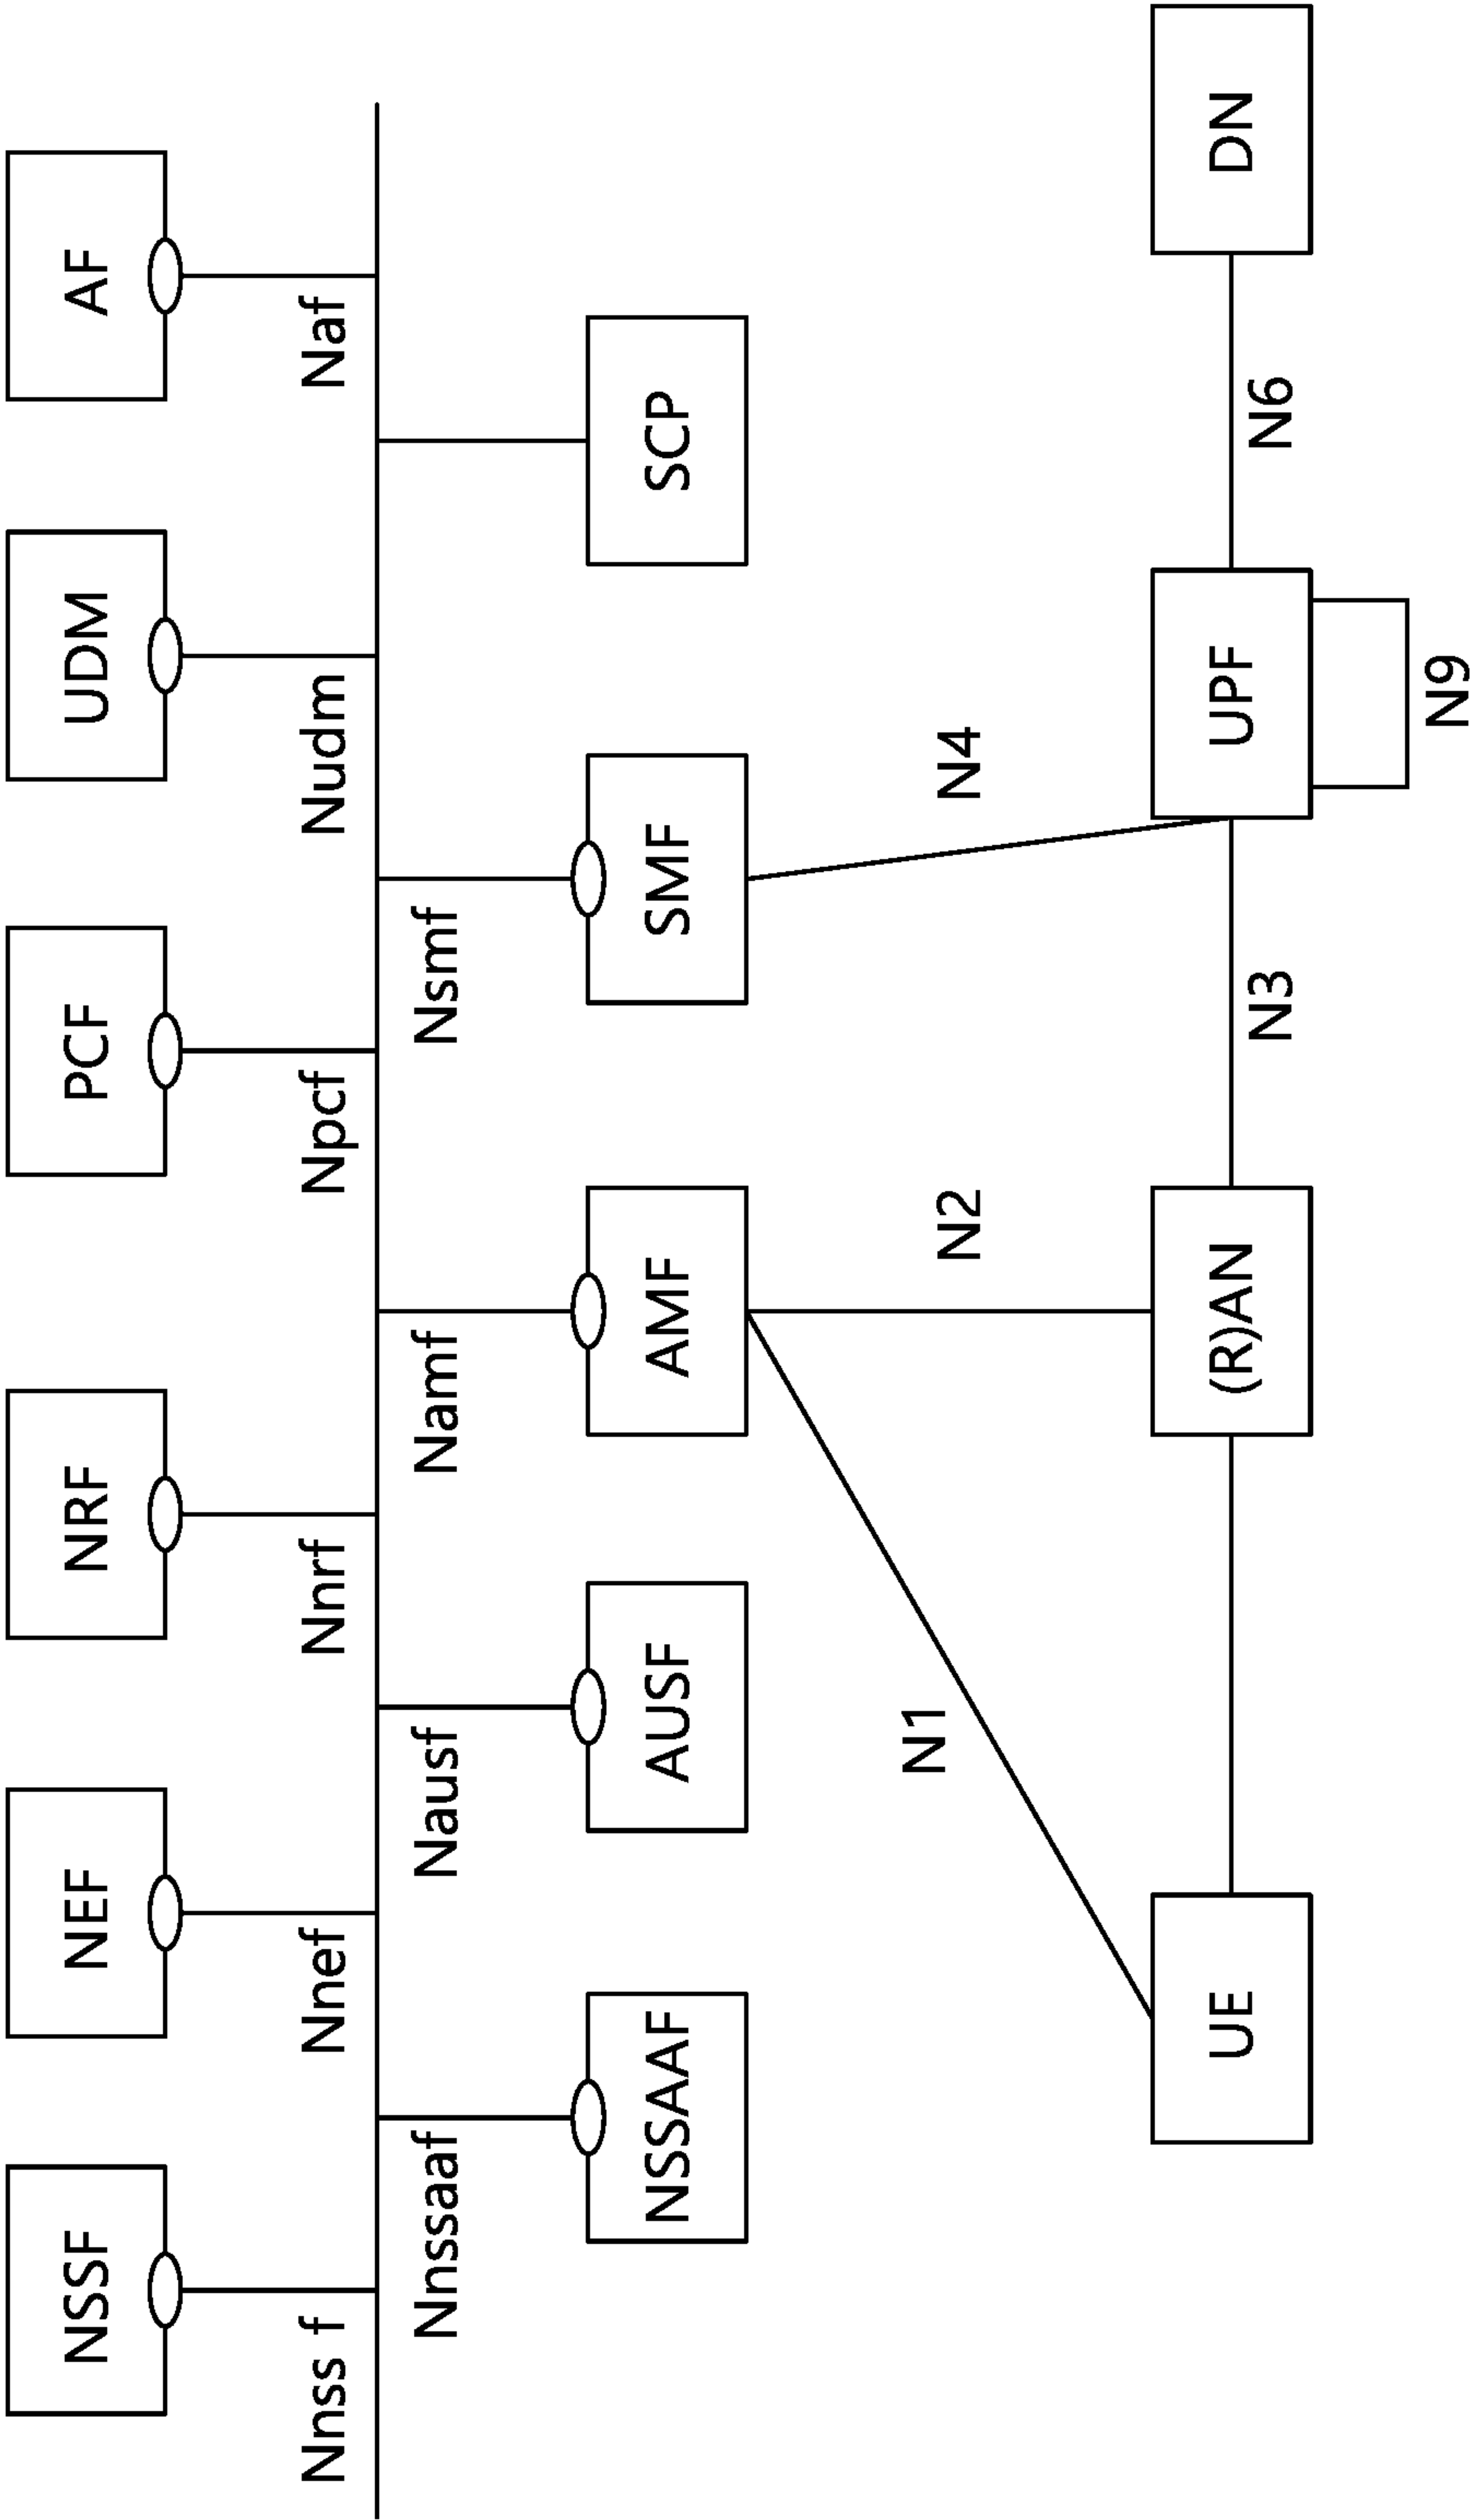 NSSF NEF NRF PCF UDM AF
Nnss f Nnef Nnrf Npcf Nudm Naf
Nnssaaf Nausf Namf Nsmf
NSSAAF AUSF AMF SMF SCP
N1 N2 N4
UE (R)AN UPF DN
N3 N6
N9